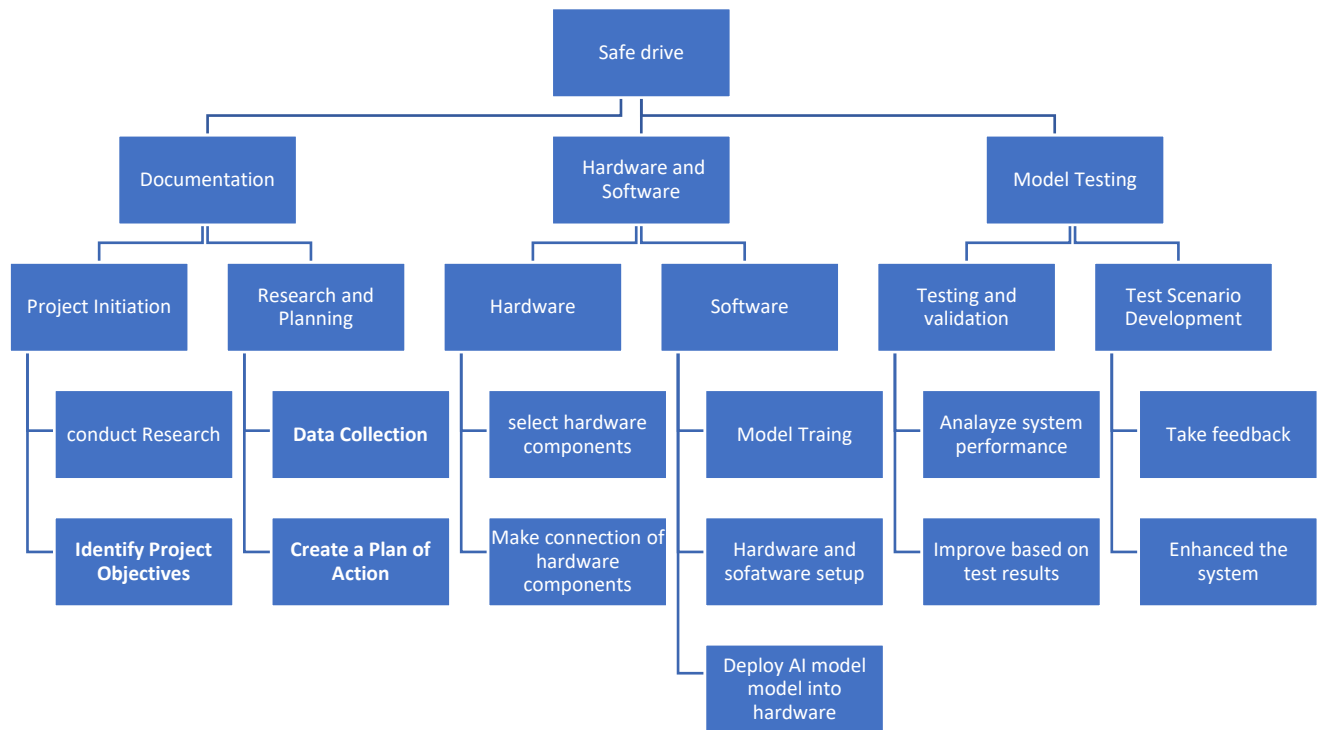 Safe drive
Documentation
Hardware and
Software
Model Testing
Project Initiation
Research and
Planning
Hardware
Software
Testing and
validation
Test Scenario
Development
conduct Research
Data Collection
select hardware
components
Model Traing
Analayze system
performance
Take feedback
Identify Project
Objectives
Create a Plan of
Action
Make connection of
hardware
components
Hardware and
sofatware setup
Improve based on
test results
Enhanced the
system
Deploy AI model
model into
hardware